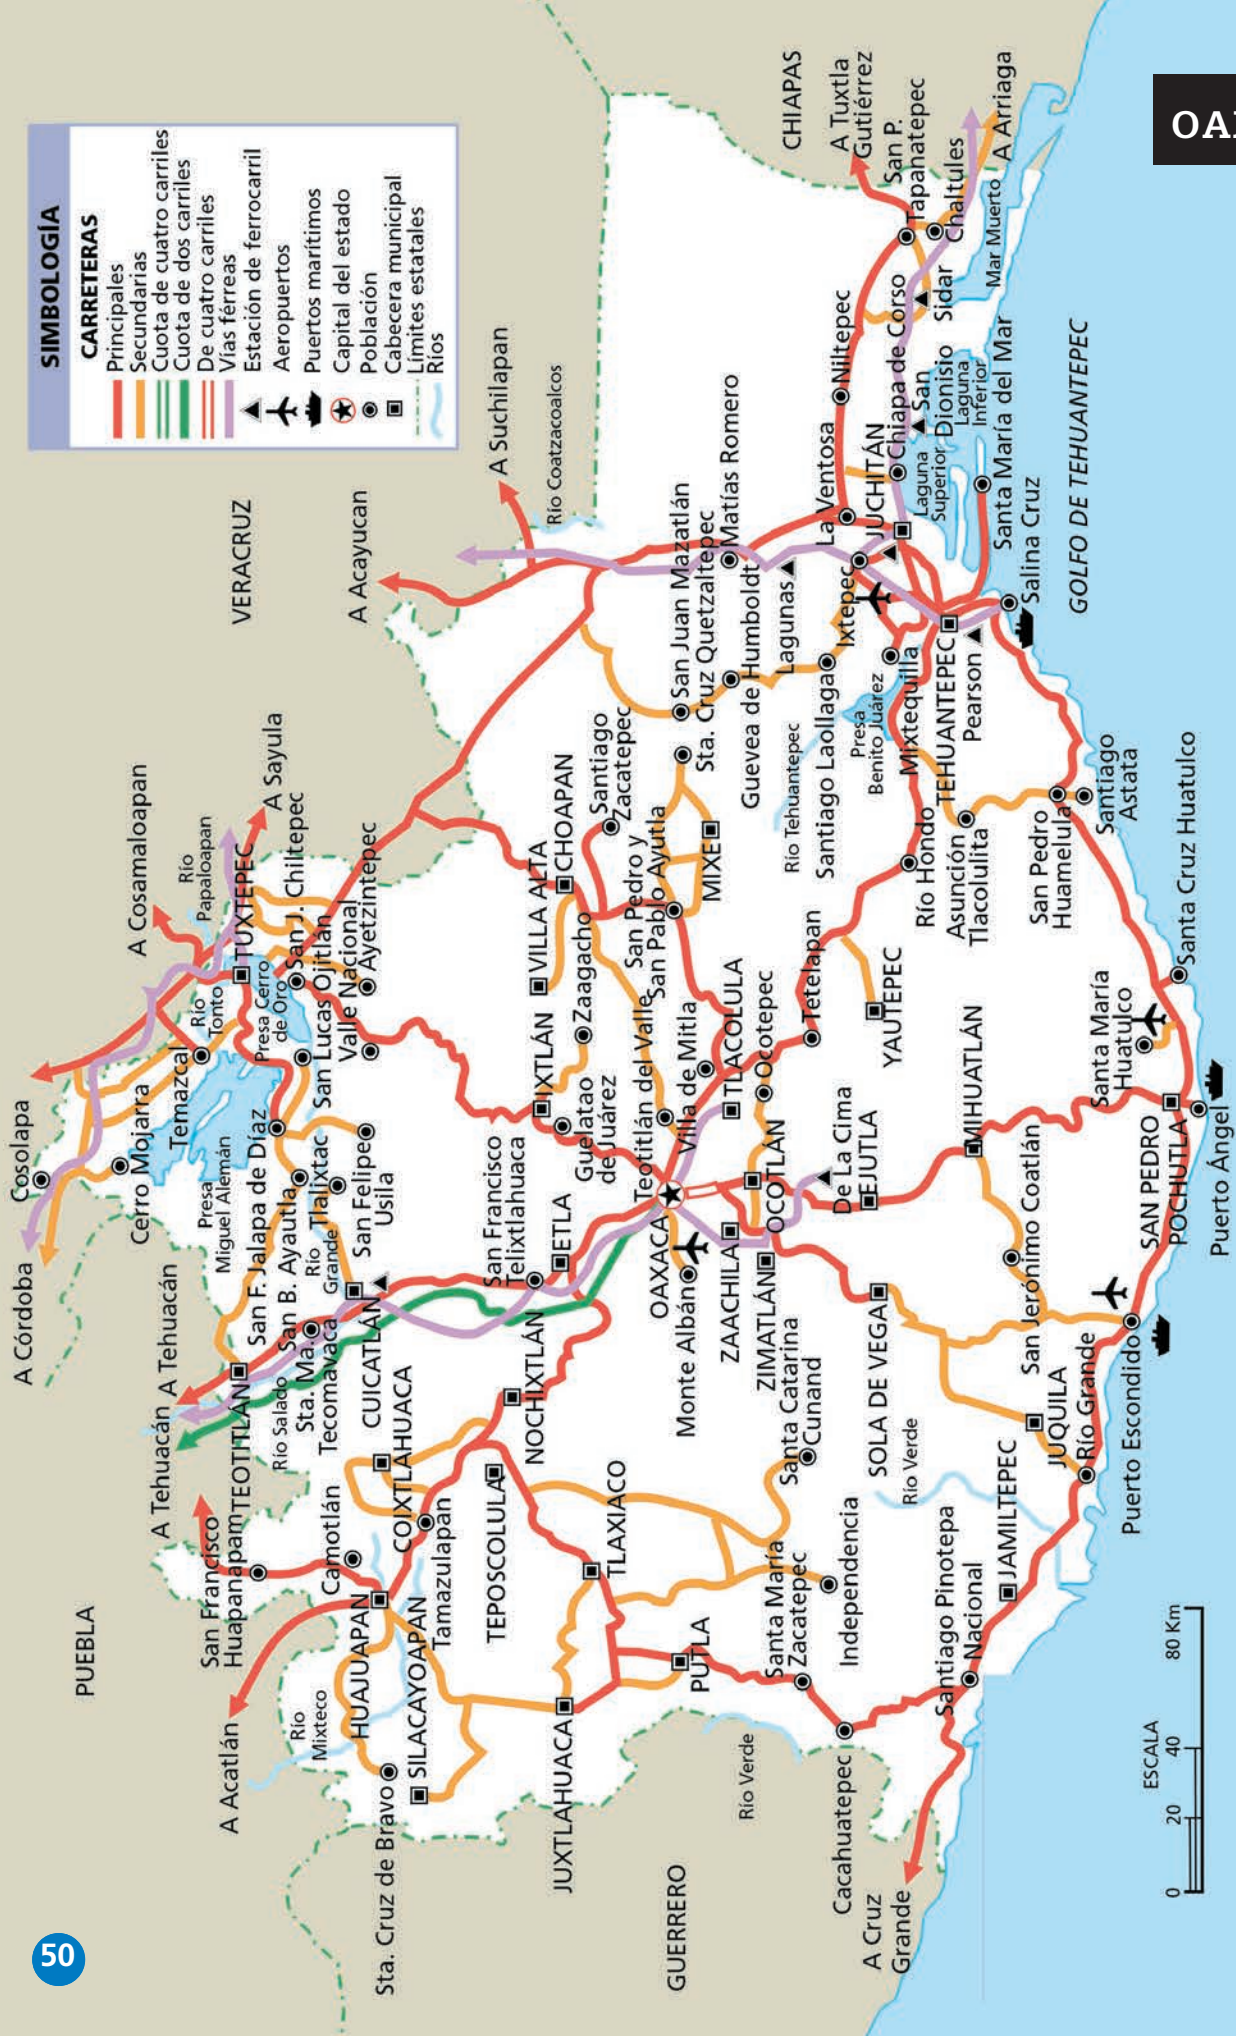 50
OA
SIMBOLOGÍA
CARRETERAS
Principales
Secundarias
Cuota de cuatro carriles
Cuota de dos carriles
De cuatro carriles
Vías férreas
Estación de ferrocarril
Aeropuertos
Puertos marítimos
Capital del estado
Población
Cabecera municipal
Límites estatales
Ríos
PUEBLA
VERACRUZ
CHIAPAS
GUERRERO
GOLFO DE TEHUANTEPEC
A Córdoba
Cosolapa
A Cosamaloapan
A Sayula
A Acayucan
A Suchilapan
A Tuxtla
Gutiérrez
A Arriaga
A Tehuacán
A Tehuacán
A Acatlán
A Cruz
Grande
Cerro Mojarra
Temazcal
Río
Tonto
Río
Papaloapan
TUXTEPEC
Presa Cerro
de Oro
San J. Chiltepec
San Lucas Ojitlán
Valle Nacional
Ayetzintepec
Presa
Miguel Alemán
San F. Jalapa de Díaz
San B. Ayautla
Río
Grande
Tlalixtac
San Felipe
Usila
TEOTITLÁN
Río Salado
Sta. Ma.
Tecomavaca
CUICATLÁN
San Francisco
Huapanapam
Camotlán
COIXTLAHUACA
HUAJUAPAN
Río
Mixteco
Sta. Cruz de Bravo
SILACAYOAPAN
Tamazulapan
TEPOSCOLULA
NOCHIXTLÁN
San Francisco
Telixtlahuaca
ETLA
IXTLÁN
Guelatao
de Juárez
Zaagacho
VILLA ALTA
CHOAPAN
Santiago
Zacatepec
San Pedro y
San Pablo Ayutla
MIXE
Teotitlán del Valle
Villa de Mitla
TLACOLULA
Ocotepec
OAXACA
Monte Albán
ZAACHILA
ZIMATLÁN
OCOTLÁN
De La Cima
EJUTLA
JUXTLAHUACA
TLAXIACO
PUTLA
Santa María
Zacatepec
Independencia
Santa Catarina
Cunand
SOLA DE VEGA
Río Verde
Río Verde
Cacahuatepec
Santiago Pinotepa
Nacional
JAMILTEPEC
JUQUILA
Río Grande
Puerto Escondido
San Jerónimo Coatlán
MIHUATLÁN
SAN PEDRO
POCHUTLA
Puerto Ángel
Santa María
Huatulco
Santa Cruz Huatulco
Tetelapan
YAUTEPEC
Río Hondo
Asunción
Tlacolulita
San Pedro
Huamelula
Santiago
Astata
Río Coatzacoalcos
San Juan Mazatlán
Sta. Cruz Quetzaltepec
Matías Romero
Guevea de Humboldt
Lagunas
Río Tehuantepec
Santiago Laollaga
Ixtepec
Presa
Benito Juárez
Mixtequilla
TEHUANTEPEC
Pearson
La Ventosa
JUCHITÁN
Niltepec
Chiapa de Corso
San
Dionisio
Sidar
San P.
Tapanatepec
Chaltules
Mar Muerto
Laguna
Superior
Laguna
Inferior
Santa María del Mar
Salina Cruz
ESCALA
0 20 40 80 Km